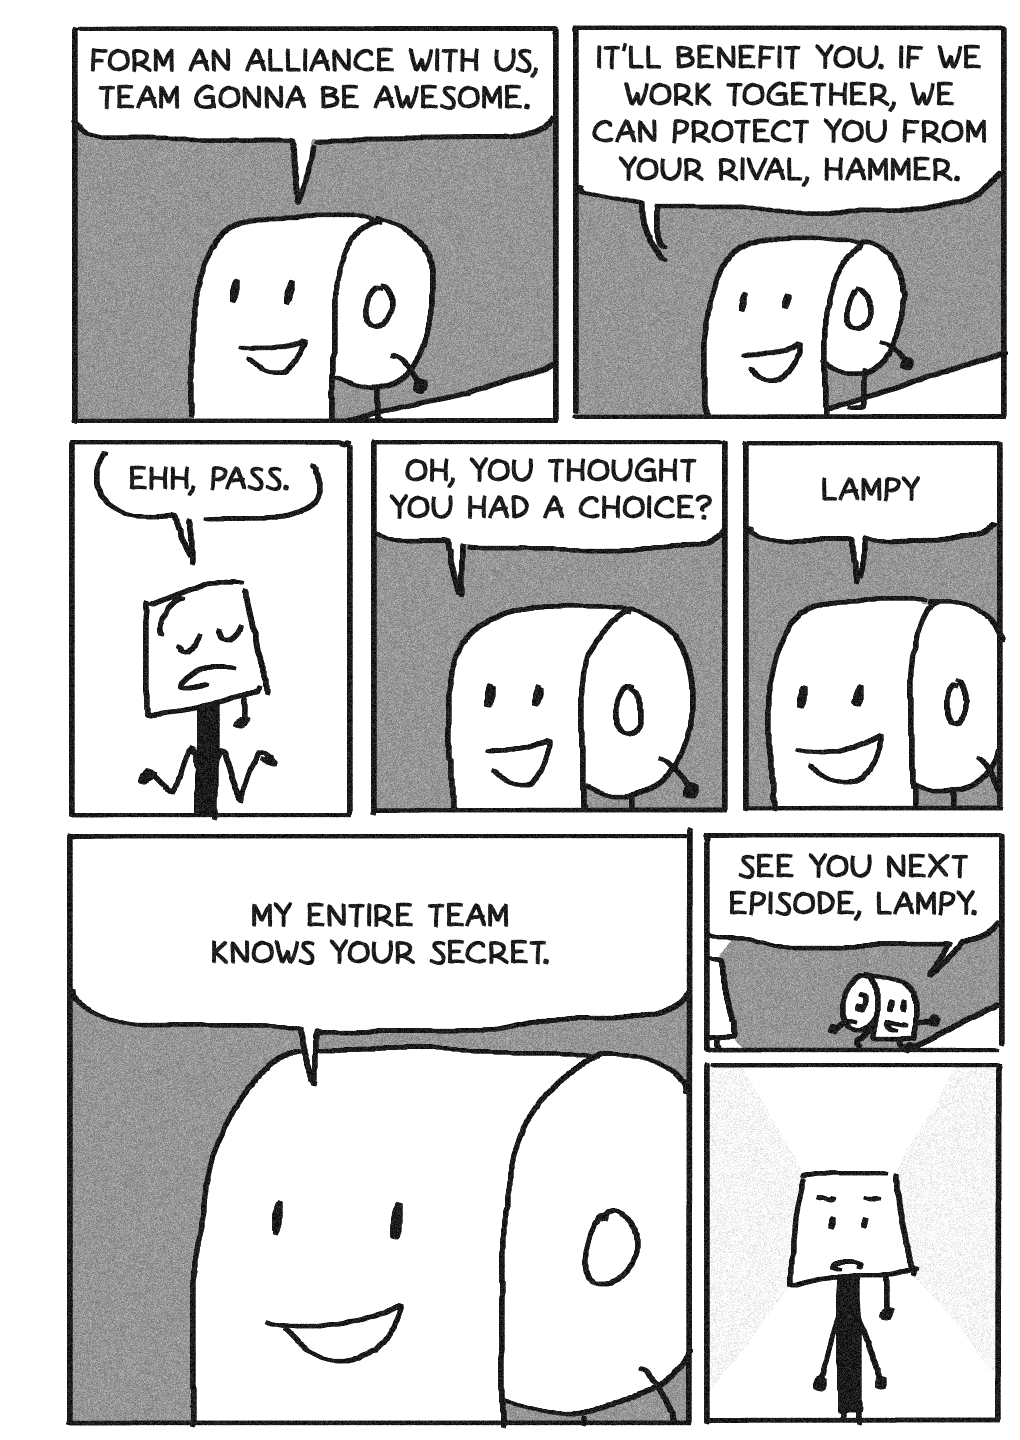 FORM AN ALLIANCE WITH US,
TEAM GONNA BE AWESOME.
IT'LL BENEFIT YOU. IF WE
WORK TOGETHER, WE
CAN PROTECT YOU FROM
YOUR RIVAL, HAMMER.
EHH, PASS.
OH, YOU THOUGHT
YOU HAD A CHOICE?
LAMPY
MY ENTIRE TEAM
KNOWS YOUR SECRET.
SEE YOU NEXT
EPISODE, LAMPY.